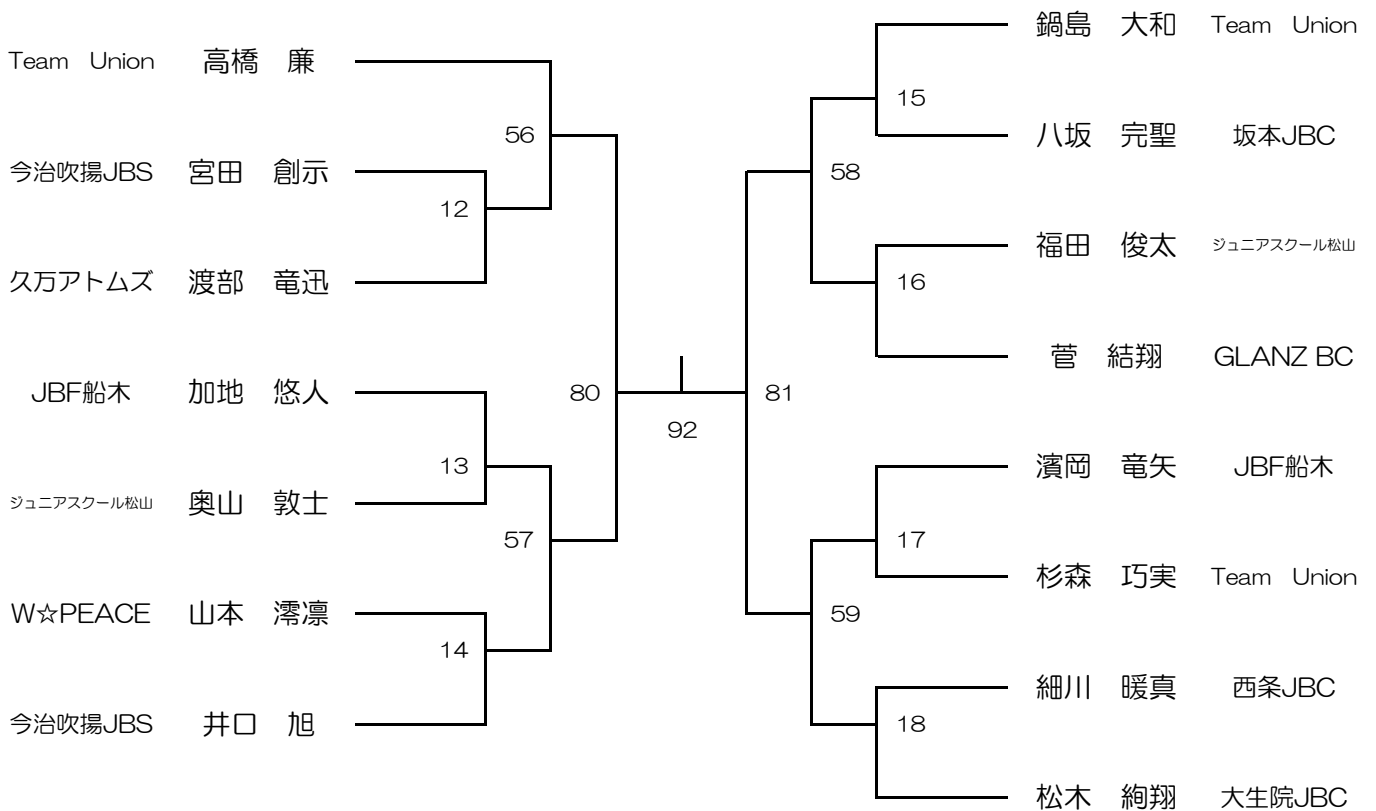 Team Union 高橋 廉
56
今治吹揚JBS 宮田 創示
12
久万アトムズ 渡部 竜迅
80
JBF船木 加地 悠人
13
ジュニアスクール松山 奥山 敦士
57
W☆PEACE 山本 澪凛
14
今治吹揚JBS 井口 旭
92
鍋島 大和 Team Union
15
八坂 完聖 坂本JBC
58
福田 俊太 ジュニアスクール松山
16
菅 結翔 GLANZ BC
81
濱岡 竜矢 JBF船木
17
杉森 巧実 Team Union
59
細川 暖真 西条JBC
18
松木 絢翔 大生院JBC